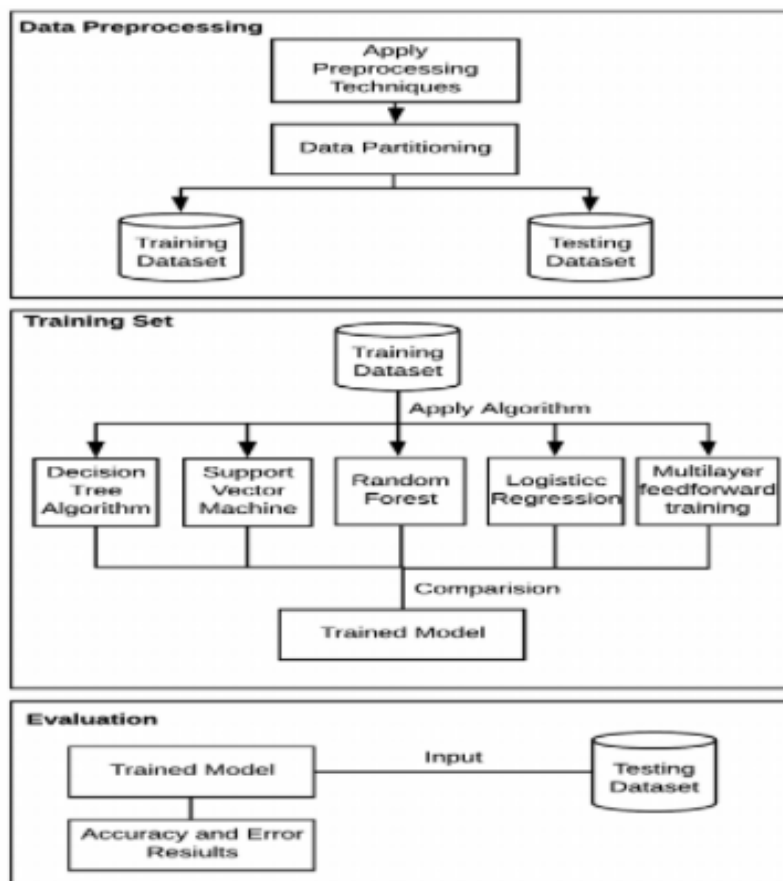 Data Preprocessing
Apply
Preprocessing
Techniques
Data Partitioning
Training
Dataset
Testing
Dataset
Training Set
Training
Dataset
Apply Algorithm
Decision
Tree
Algorithm
Support
Vector
Machine
Random
Forest
Logisticc
Regression
Multilayer
feedforward
training
Comparision
Trained Model
Evaluation
Trained Model
Input
Testing
Dataset
Accuracy and Error
Resiults